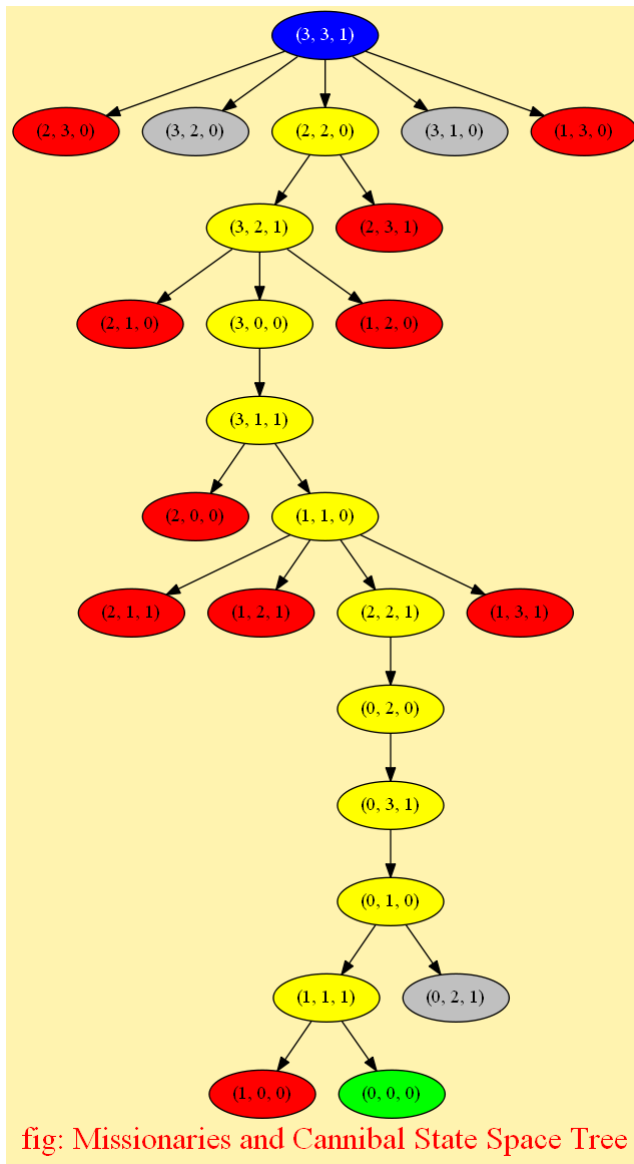 (3, 3, 1)
(2, 3, 0) (3, 2, 0) (2, 2, 0) (3, 1, 0) (1, 3, 0)
(3, 2, 1) (2, 3, 1)
(2, 1, 0) (3, 0, 0) (1, 2, 0)
(3, 1, 1)
(2, 0, 0) (1, 1, 0)
(2, 1, 1) (1, 2, 1) (2, 2, 1) (1, 3, 1)
(0, 2, 0)
(0, 3, 1)
(0, 1, 0)
(1, 1, 1) (0, 2, 1)
(1, 0, 0) (0, 0, 0)
fig: Missionaries and Cannibal State Space Tree